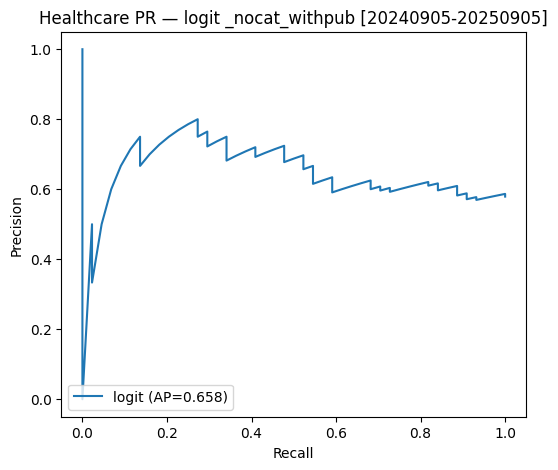 Healthcare PR — logit _nocat_withpub [20240905-20250905]
1.0
0.8
0.6
0.4
0.2
0.0
Precision
logit (AP=0.658)
0.0 0.2 0.4 0.6 0.8 1.0
Recall